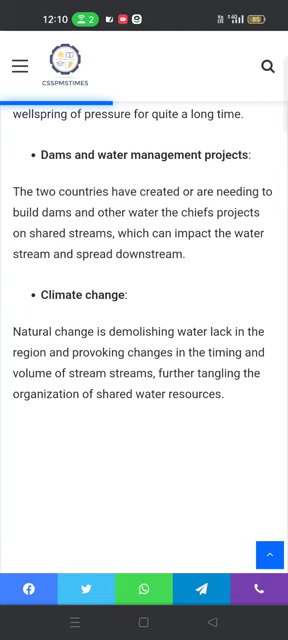 12:10
2
85
CSSPMSTIMES
wellspring of pressure for quite a long time.
• Dams and water management projects:
The two countries have created or are needing to
build dams and other water the chiefs projects
on shared streams, which can impact the water
stream and spread downstream.
• Climate change:
Natural change is demolishing water lack in the
region and provoking changes in the timing and
volume of stream streams, further tangling the
organization of shared water resources.